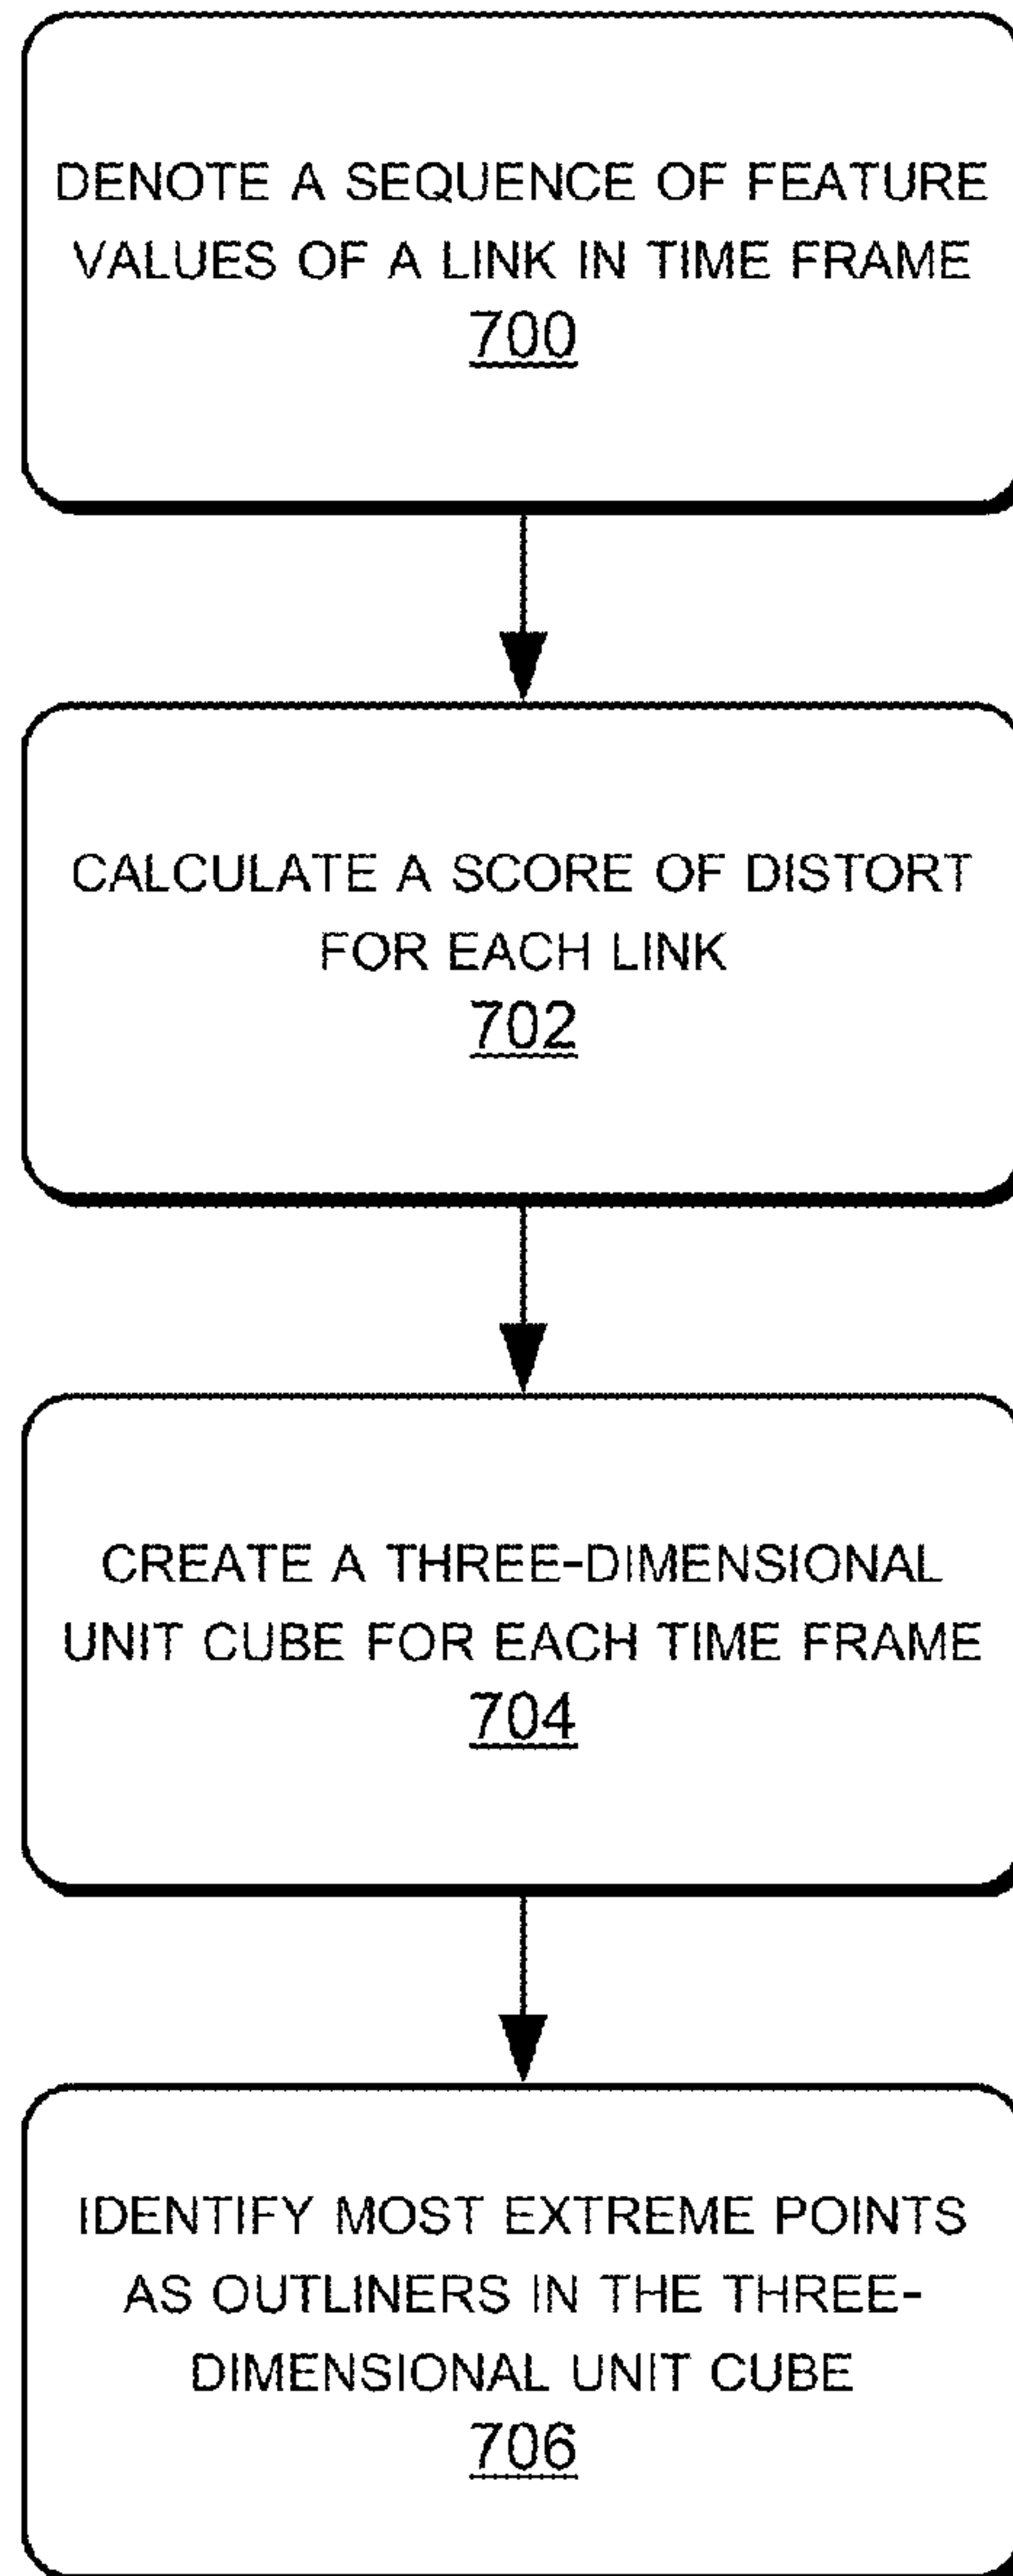 DENOTE A SEQUENCE OF FEATURE
VALUES OF A LINK IN TIME FRAME
700
CALCULATE A SCORE OF DISTORT
FOR EACH LINK
702
CREATE A THREE-DIMENSIONAL
UNIT CUBE FOR EACH TIME FRAME
704
IDENTIFY MOST EXTREME POINTS
AS OUTLINERS IN THE THREE-
DIMENSIONAL UNIT CUBE
706